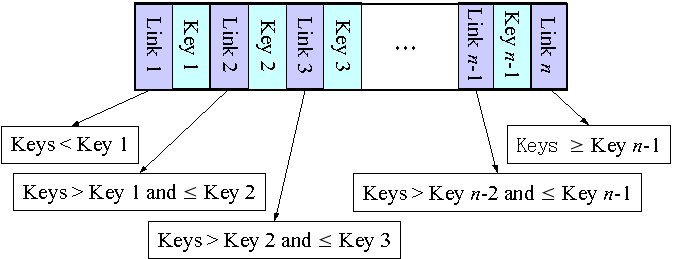 Link 1
Key 1
Link 2
Key 2
Link 3
Key 3
...
Link n-1
Key n-1
Link n
Keys < Key 1
Keys ≥ Key n-1
Keys > Key 1 and ≤ Key 2
Keys > Key n-2 and ≤ Key n-1
Keys > Key 2 and ≤ Key 3